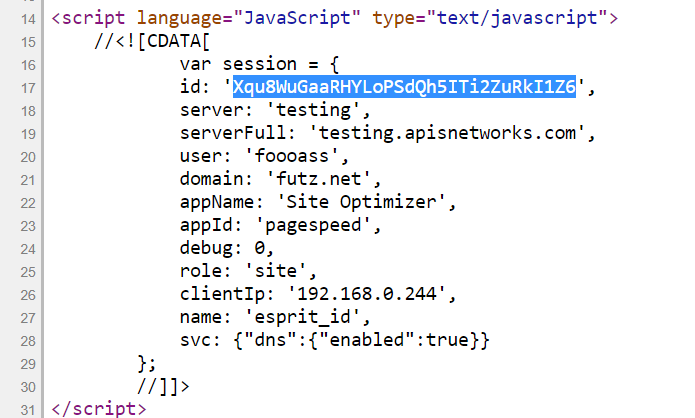 14 <script language="JavaScript" type="text/javascript">
15 //<![CDATA[
16 var session = {
17 id: 'Xqu8WuGaaRHYLoPSdQh5ITi2ZuRkI1Z6',
18 server: 'testing',
19 serverFull: 'testing.apisnetworks.com',
20 user: 'foooass',
21 domain: 'futz.net',
22 appName: 'Site Optimizer',
23 appId: 'pagespeed',
24 debug: 0,
25 role: 'site',
26 clientIp: '192.168.0.244',
27 name: 'esprit_id',
28 svc: {"dns":{"enabled":true}}
29 };
30 //]]>
31 </script>